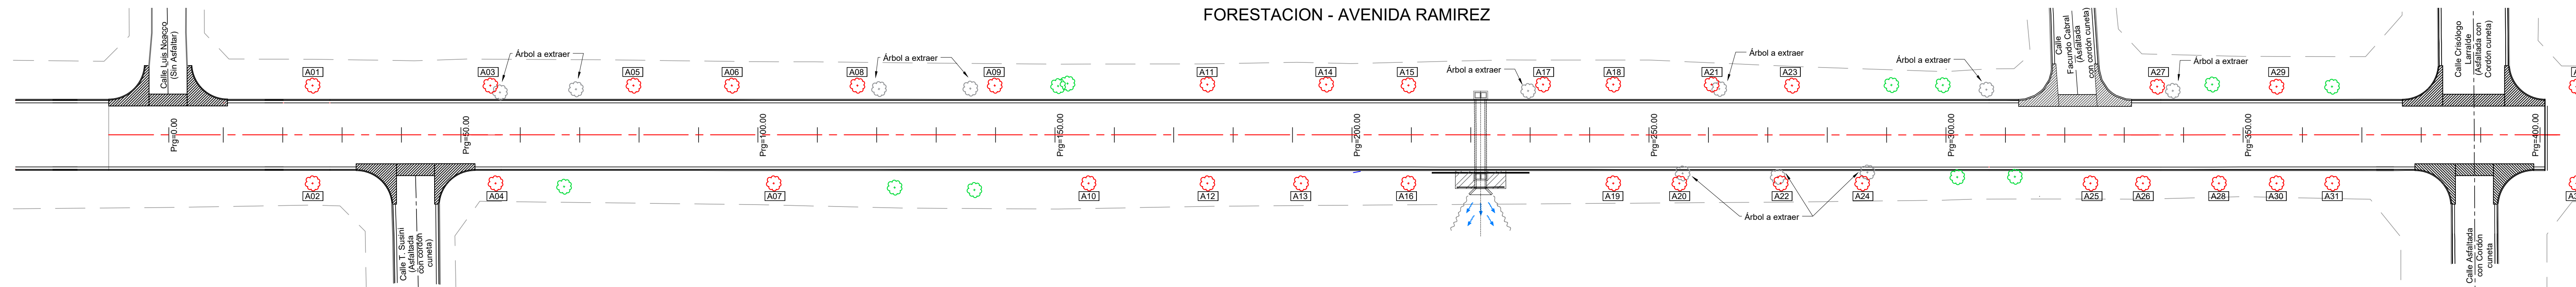 FORESTACION - AVENIDA RAMIREZ
Calle Luis Noacco
(Sin Asfaltar)
Árbol a extraer
Árbol a extraer
Árbol a extraer
Árbol a extraer
Árbol a extraer
Árbol a extraer
Calle
Facundo Cabral
(Asfaltada
con cordón cuneta)
Calle Crisólogo
Larralde
(Asfaltada con
Cordón cuneta)
A01
A03
A05
A06
A08
A09
A11
A14
A15
A17
A18
A21
A23
A27
A29
Prg=0.00
Prg=50.00
Prg=100.00
Prg=150.00
Prg=200.00
Prg=250.00
Prg=300.00
Prg=350.00
Prg=400.00
A02
A04
A07
A10
A12
A13
A16
A19
A20
A22
A24
A25
A26
A28
A30
A31
Árbol a extraer
Calle T. Susini
(Asfaltada
con cordón
cuneta)
Calle Asfaltada
con Cordón
cuneta